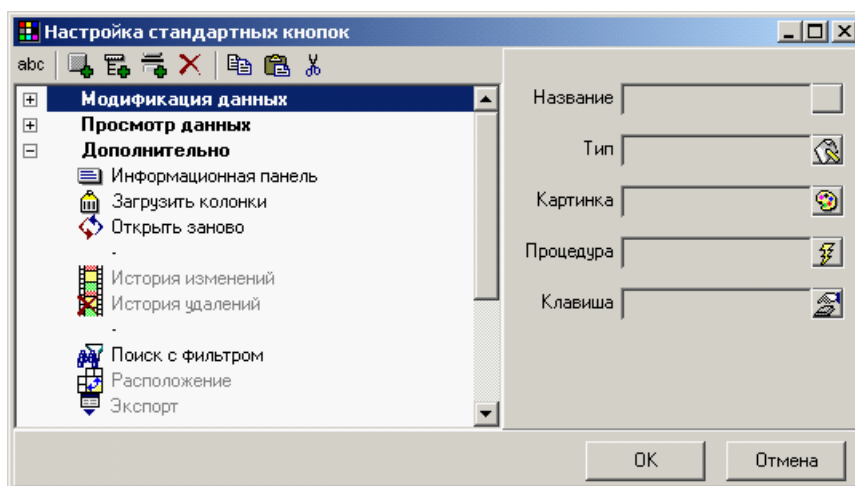 Настройка стандартных кнопок
abc
Модификация данных
Просмотр данных
Дополнительно
Информационная панель
Загрузить колонки
Открыть заново
-
История изменений
История удалений
-
Поиск с фильтром
Расположение
Экспорт
Название
Тип
Картинка
Процедура
Клавиша
OK
Отмена